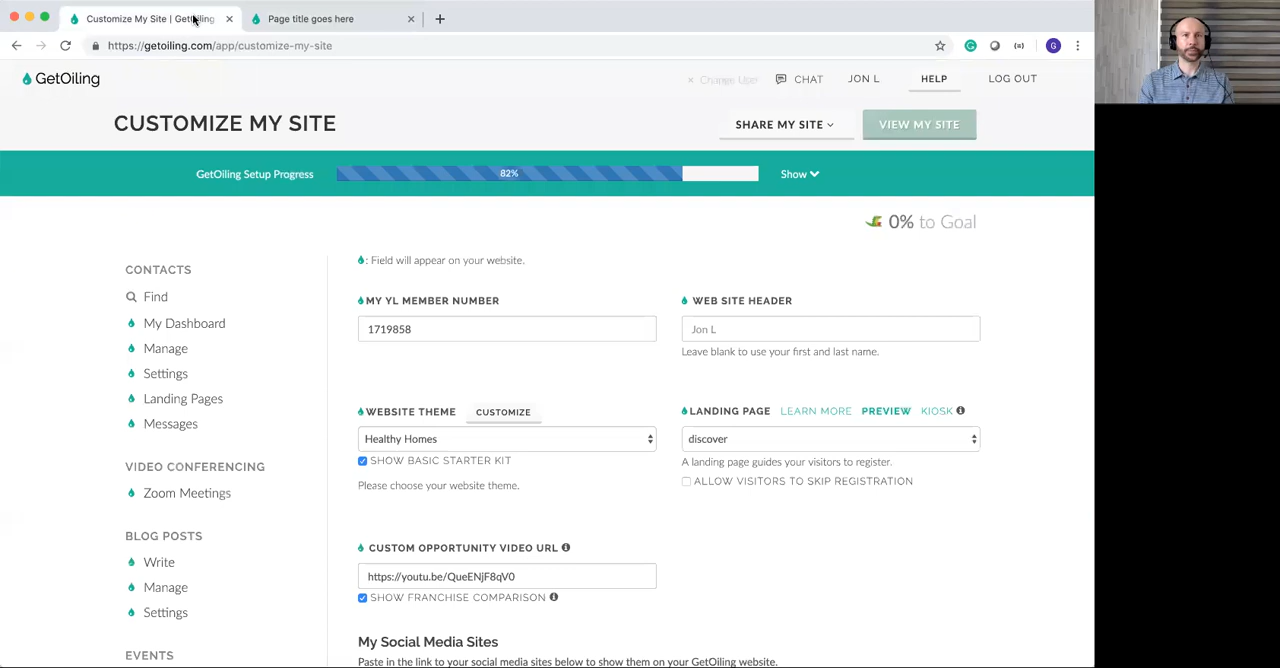 Customize My Site | GetOiling
Page title goes here
https://getoiling.com/app/customize-my-site
G
GetOiling
Change User
CHAT
JON L
HELP
LOG OUT
CUSTOMIZE MY SITE
SHARE MY SITE
VIEW MY SITE
GetOiling Setup Progress
82%
Show
0% to Goal
CONTACTS
Find
My Dashboard
Manage
Settings
Landing Pages
Messages
VIDEO CONFERENCING
Zoom Meetings
BLOG POSTS
Write
Manage
Settings
EVENTS
: Field will appear on your website.
MY YL MEMBER NUMBER
1719858
WEB SITE HEADER
Jon L
Leave blank to use your first and last name.
WEBSITE THEME CUSTOMIZE
Healthy Homes
SHOW BASIC STARTER KIT
Please choose your website theme.
LANDING PAGE LEARN MORE PREVIEW KIOSK
discover
A landing page guides your visitors to register.
ALLOW VISITORS TO SKIP REGISTRATION
CUSTOM OPPORTUNITY VIDEO URL
https://youtu.be/QueENjF8qV0
SHOW FRANCHISE COMPARISON
My Social Media Sites
Paste in the link to your social media sites below to show them on your GetOiling website.